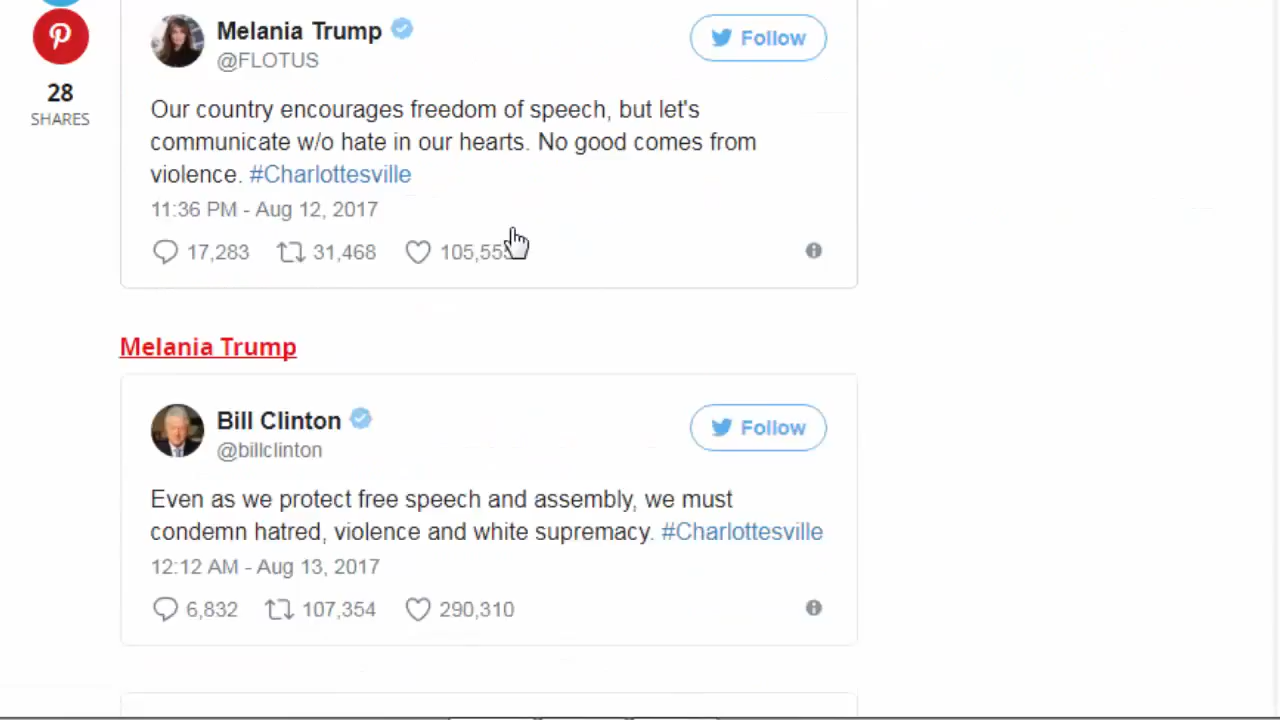 Melania Trump
Follow
@FLOTUS
28
SHARES
Our country encourages freedom of speech, but let's
communicate w/o hate in our hearts. No good comes from
violence. #Charlottesville
11:36 PM - Aug 12, 2017
17,283 31,468
Melania Trump
Bill Clinton
Follow
@billclinton
Even as we protect free speech and assembly, we must
condemn hatred, violence and white supremacy. #Charlottesville
12:12 AM - Aug 13, 2017
6,832 107,354 290,310